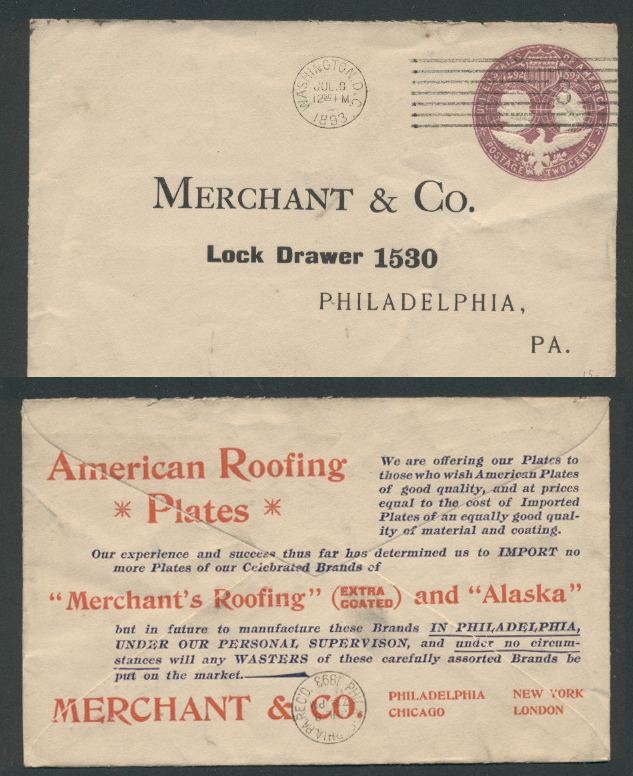 WASHINGTON, D.C.
JUL 8
12
M
1893
UNITED STATES OF AMERICA
1492 1892
POSTAGE TWO CENTS
MERCHANT & CO.
Lock Drawer 1530
PHILADELPHIA,
PA.
American Roofing
* Plates *
We are offering our Plates to
those who wish American Plates
of good quality, and at prices
equal to the cost of Imported
Plates of an equally good qual-
ity of material and coating.
Our experience and success thus far has determined us to IMPORT no
more Plates of our Celebrated Brands of
"Merchant's Roofing" (EXTRA COATED) and "Alaska"
but in future to manufacture these Brands IN PHILADELPHIA,
UNDER OUR PERSONAL SUPERVISON, and under no circum-
stances will any WASTERS of these carefully assorted Brands be
put on the market.
MERCHANT & CO.
PHILADELPHIA NEW YORK
CHICAGO LONDON
PHILADELPHIA, PA. REC'D. 1893